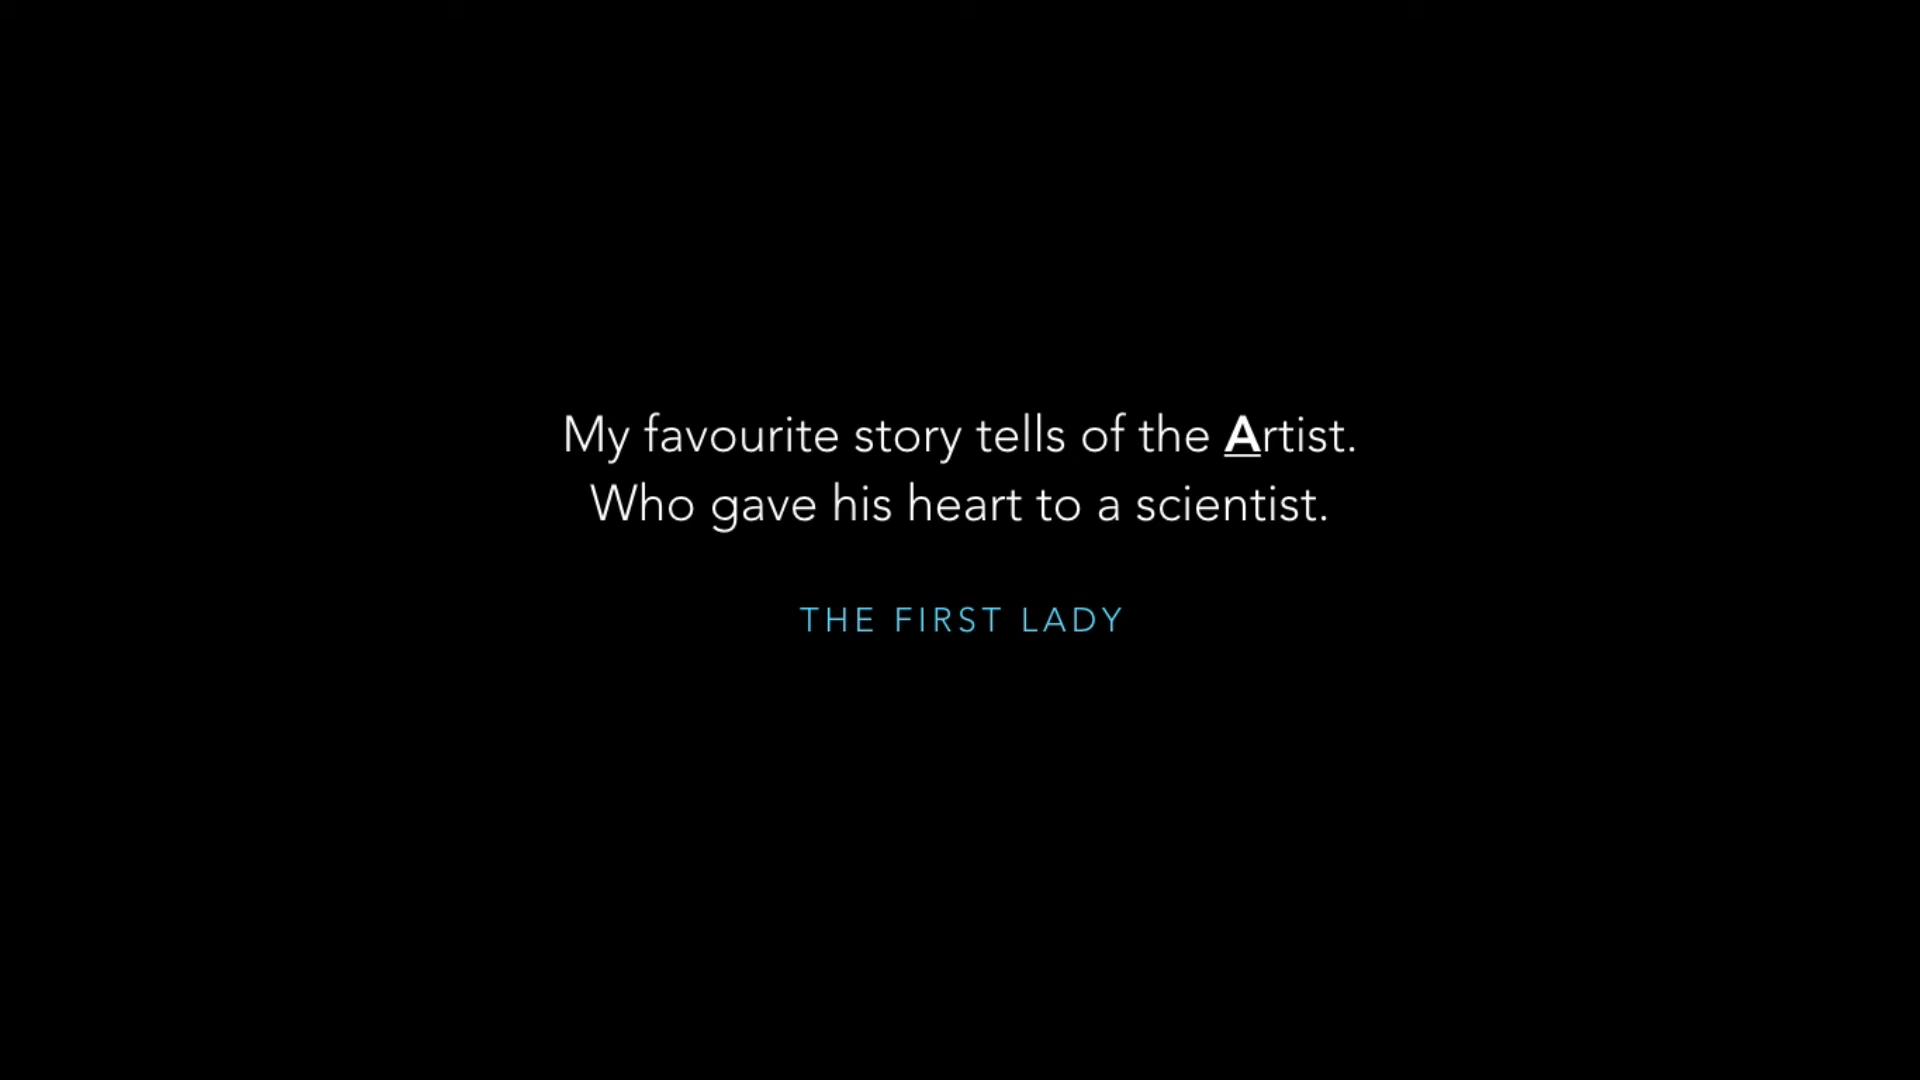 My favourite story tells of the Artist.
Who gave his heart to a scientist.
THE FIRST LADY